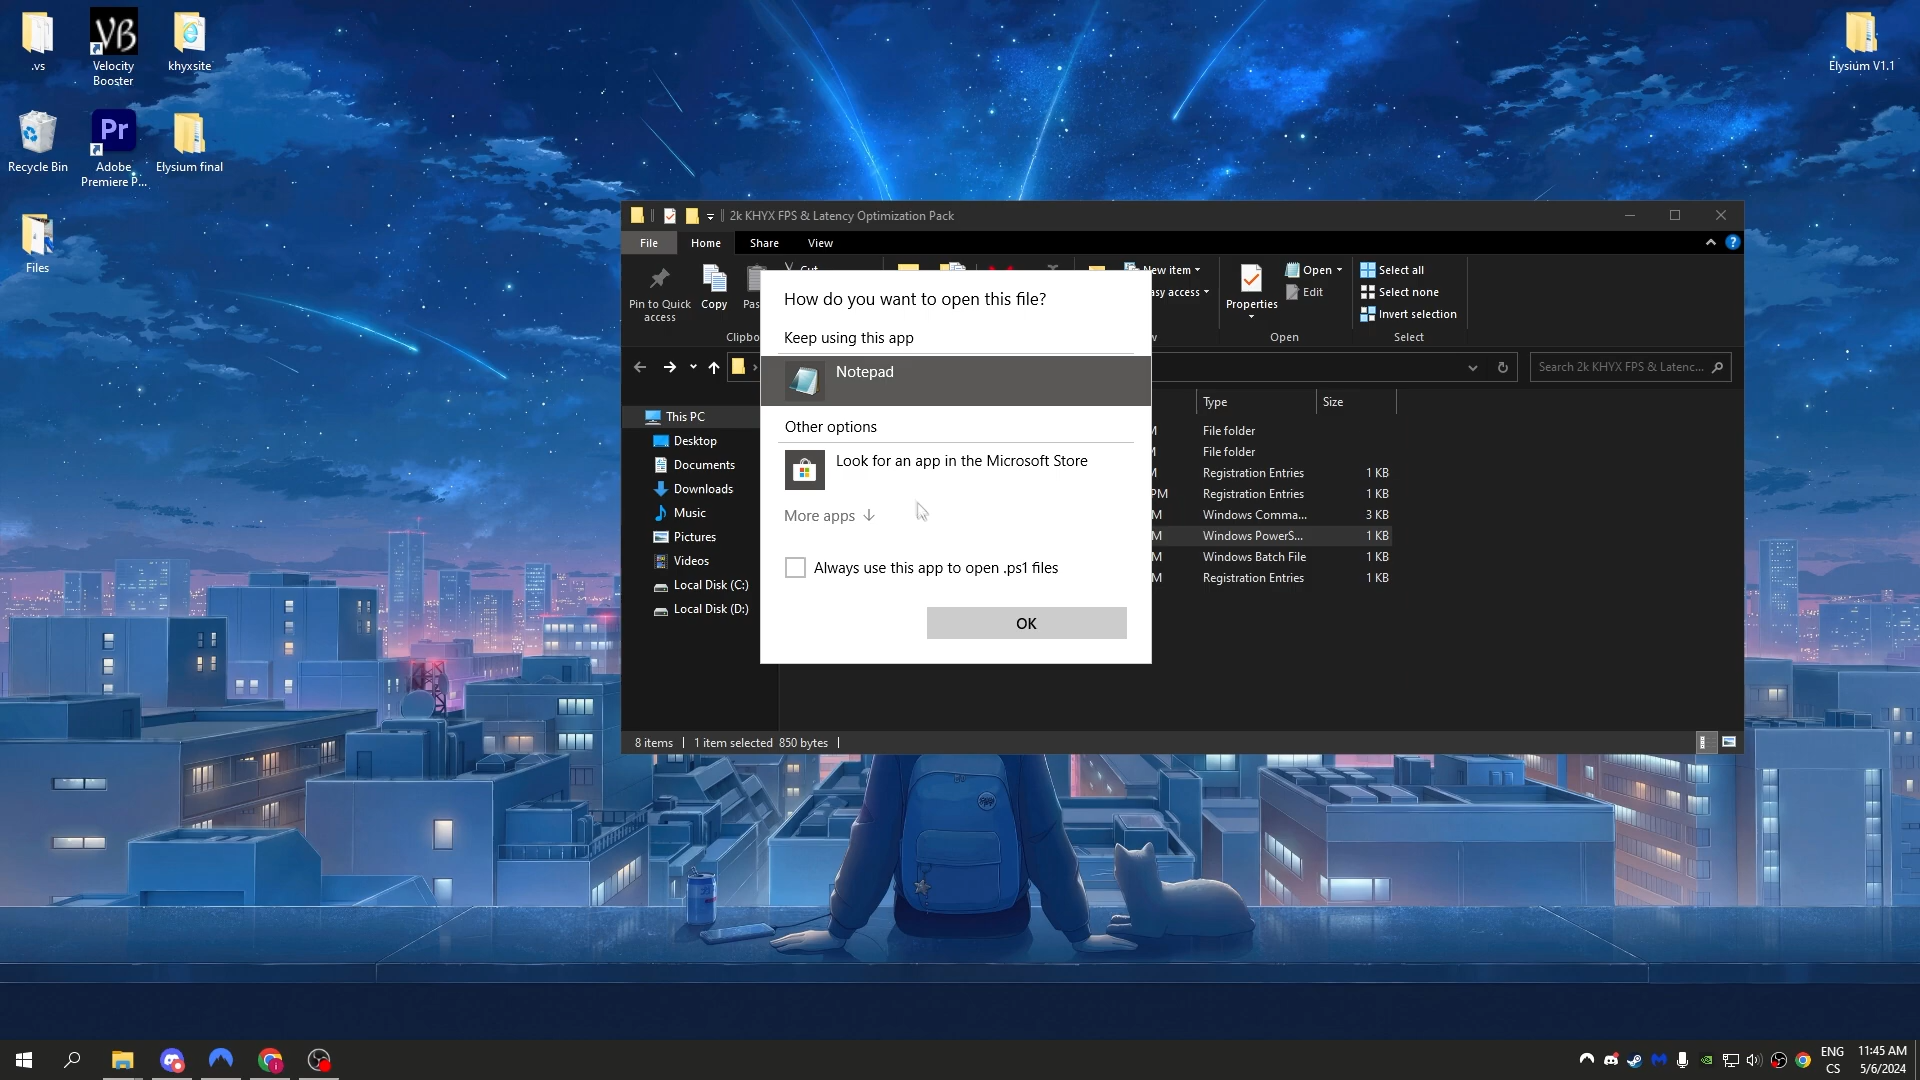 .vs
Velocity
Booster
khyxsite
Elysium V1.1
Recycle Bin
Pr
Adobe
Premiere P...
Elysium final
Files
2k KHYX FPS & Latency Optimization Pack
File
Home
Share
View
Pin to Quick
access
Copy
Cut
New item
Properties
Open
Edit
Select all
Select none
Invert selection
Open
Select
Search 2k KHYX FPS & Latenc...
This PC
Desktop
Documents
Downloads
Music
Pictures
Videos
Local Disk (C:)
Local Disk (D:)
How do you want to open this file?
Keep using this app
Notepad
Other options
Look for an app in the Microsoft Store
More apps
Always use this app to open .ps1 files
OK
Type
Size
File folder
File folder
Registration Entries 1 KB
Registration Entries 1 KB
Windows Comma... 3 KB
Windows PowerS... 1 KB
Windows Batch File 1 KB
Registration Entries 1 KB
8 items
1 item selected 850 bytes
ENG
CS
11:45 AM
5/6/2024